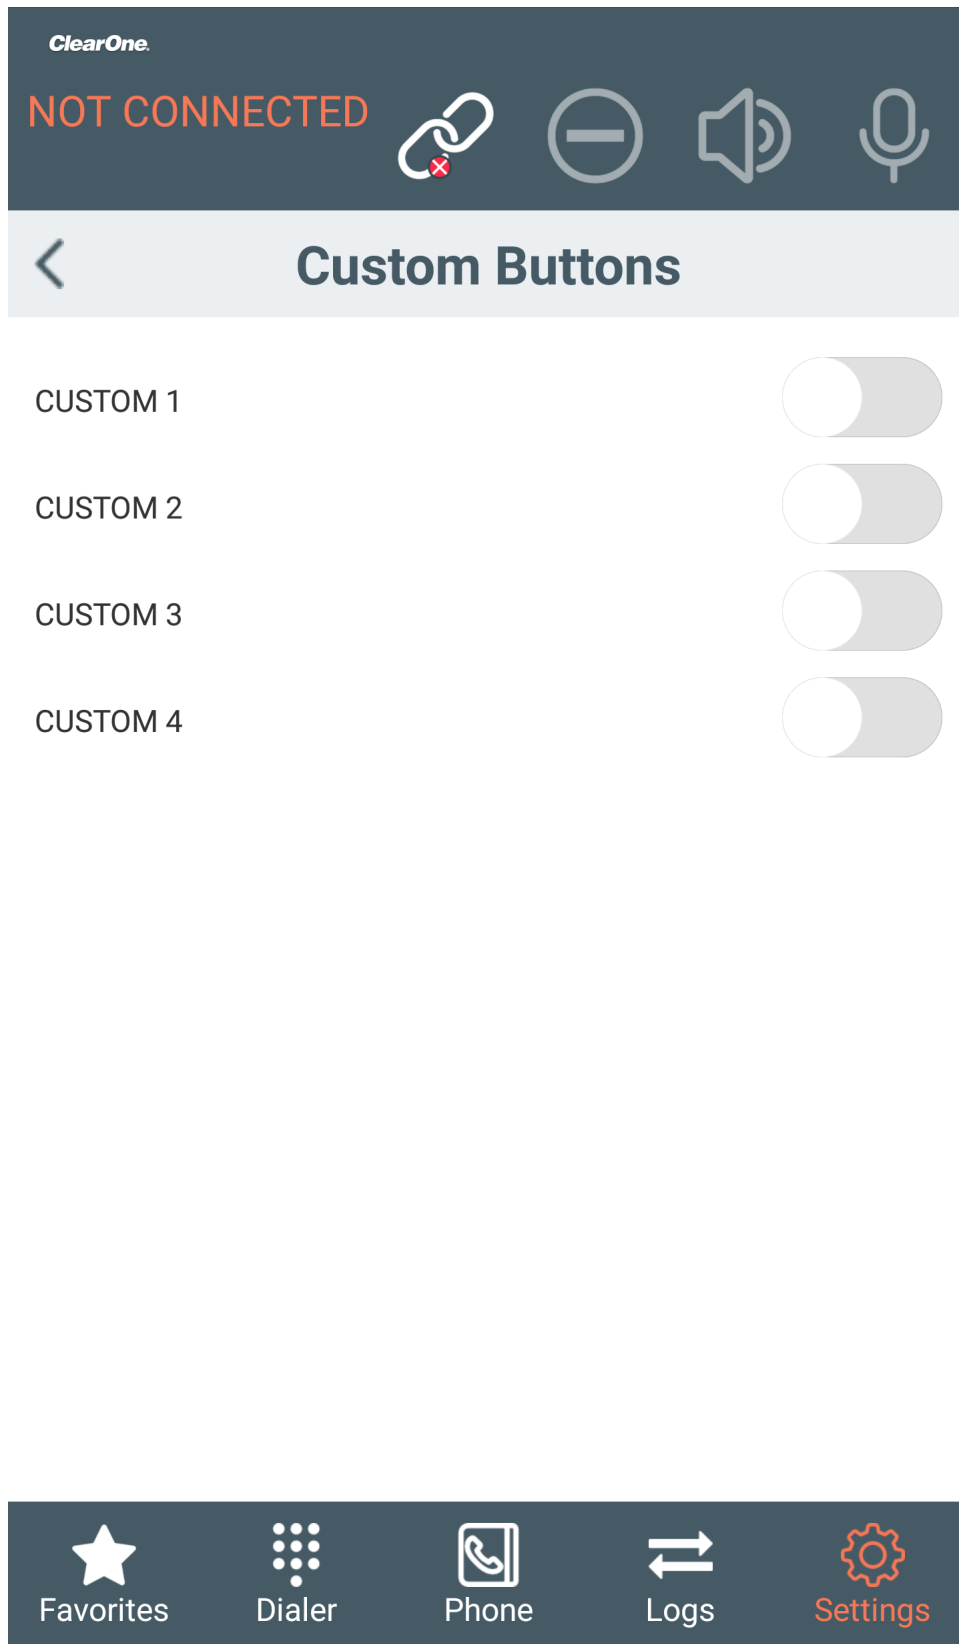 ClearOne.
NOT CONNECTED
Custom Buttons
CUSTOM 1
CUSTOM 2
CUSTOM 3
CUSTOM 4
Favorites Dialer Phone Logs Settings